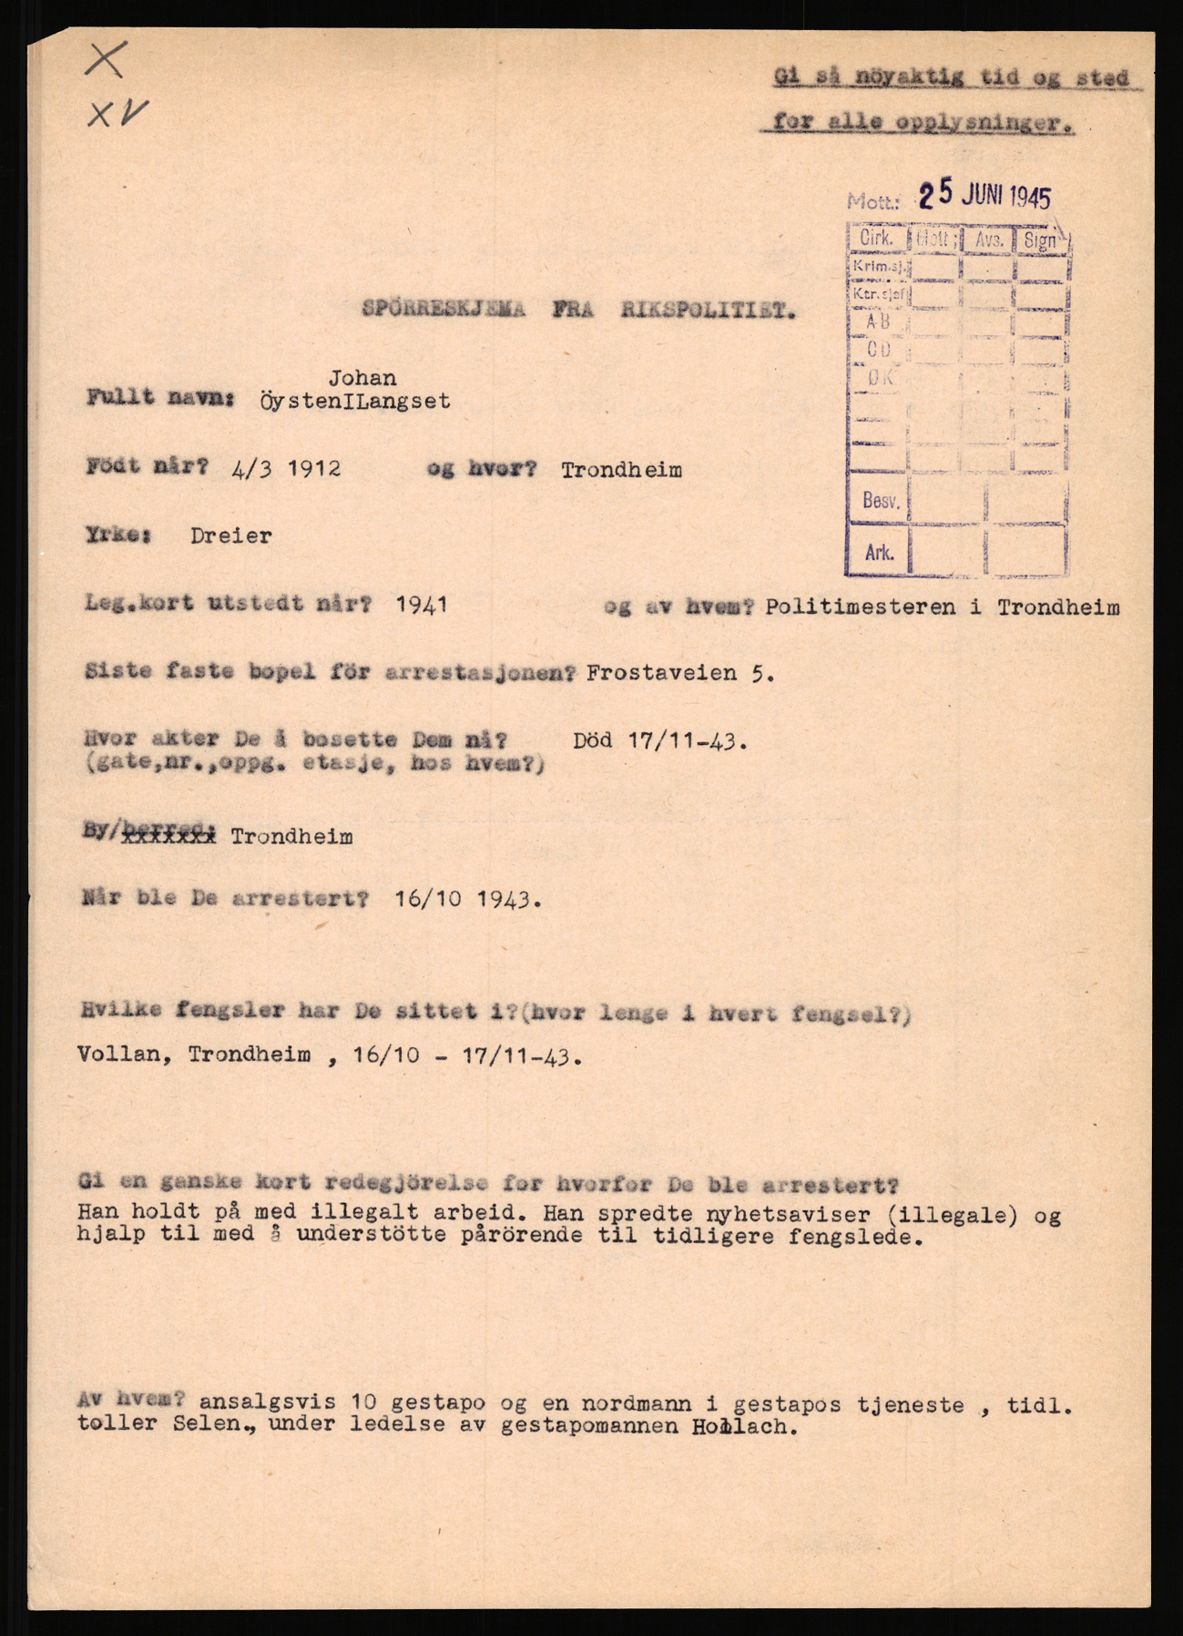 X
X V
Gi så nöyaktig tid og sted
for alle opplysninger.
Mott.: 25 JUNI 1945
Cirk. Mott; Avs. Sign
Krim.sj.
Ktr.sjef
AB
CD
ØK
Besv.
Ark.
SPÖRRESKJEMA FRA RIKSPOLITIET.
Johan
Fullt navn: ÖystenILangset
Född når? 4/3 1912 og hvor? Trondheim
Yrke: Dreier
Leg.kort utstedt når? 1941 og av hvem? Politimesteren i Trondheim
Siste faste bopel för arrestasjonen? Frostaveien 5.
Hvor akter De å bosette Dem nå? Död 17/11-43.
(gate,nr.,oppg. etasje, hos hvem?)
By/herred: Trondheim
Når ble De arrestert? 16/10 1943.
Hvilke fengsler har De sittet i?(hvor lenge i hvert fengsel?)
Vollan, Trondheim , 16/10 - 17/11-43.
Gi en ganske kort redegjörelse for hvorfor De ble arrestert?
Han holdt på med illegalt arbeid. Han spredte nyhetsaviser (illegale) og
hjalp til med å understötte pårörende til tidligere fengslede.
Av hvem? ansalgsvis 10 gestapo og en nordmann i gestapos tjeneste , tidl.
toller Selen., under ledelse av gestapomannen Hollach.